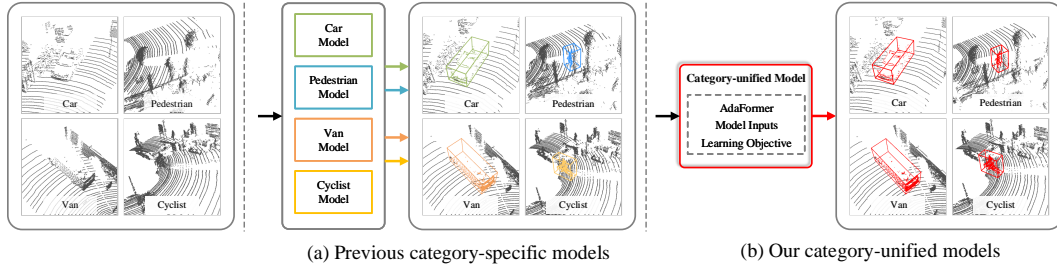 Car
Pedestrian
Van
Cyclist
Car
Model
Pedestrian
Model
Van
Model
Cyclist
Model
Car
Pedestrian
Van
Cyclist
(a) Previous category-specific models
Category-unified Model
AdaFormer
Model Inputs
Learning Objective
Car
Pedestrian
Van
Cyclist
(b) Our category-unified models